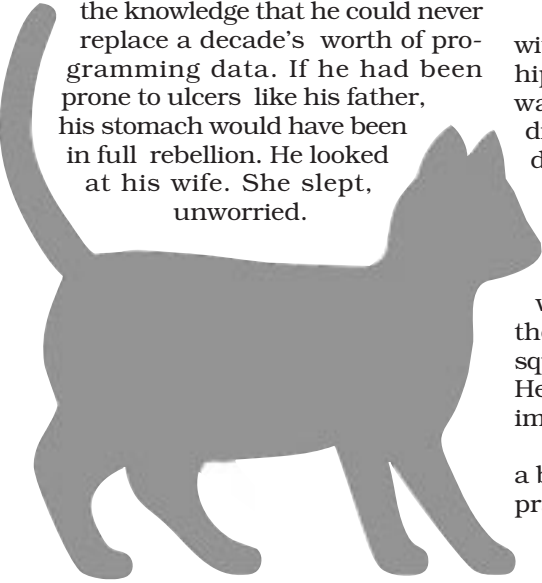 the knowledge that he could never
replace a decade’s worth of pro-
gramming data. If he had been
prone to ulcers like his father,
his stomach would have been
in full rebellion. He looked
at his wife. She slept,
unworried.